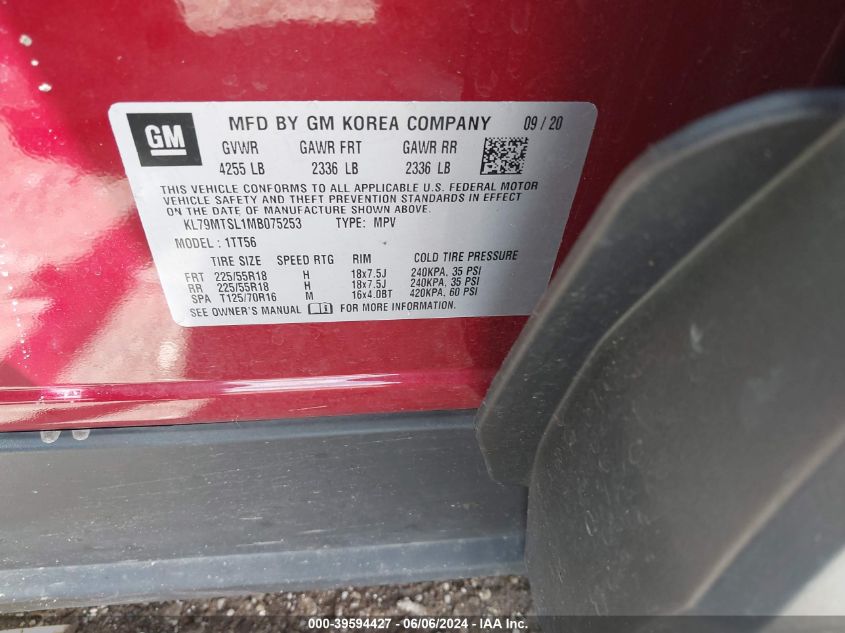 GM
MFD BY GM KOREA COMPANY 09/20
GVWR GAWR FRT GAWR RR
4255 LB 2336 LB 2336 LB
THIS VEHICLE CONFORMS TO ALL APPLICABLE U.S. FEDERAL MOTOR
VEHICLE SAFETY AND THEFT PREVENTION STANDARDS IN EFFECT
ON THE DATE OF MANUFACTURE SHOWN ABOVE.
KL79MTSL1MB075253 TYPE: MPV
MODEL: 1TT56
TIRE SIZE SPEED RTG RIM COLD TIRE PRESSURE
FRT 225/55R18 H 18x7.5J 240KPA, 35 PSI
RR 225/55R18 H 18x7.5J 240KPA, 35 PSI
SPA T125/70R16 M 16x4.0BT 420KPA, 60 PSI
SEE OWNER'S MANUAL FOR MORE INFORMATION.
000-39594427 - 06/06/2024 - IAAI.com